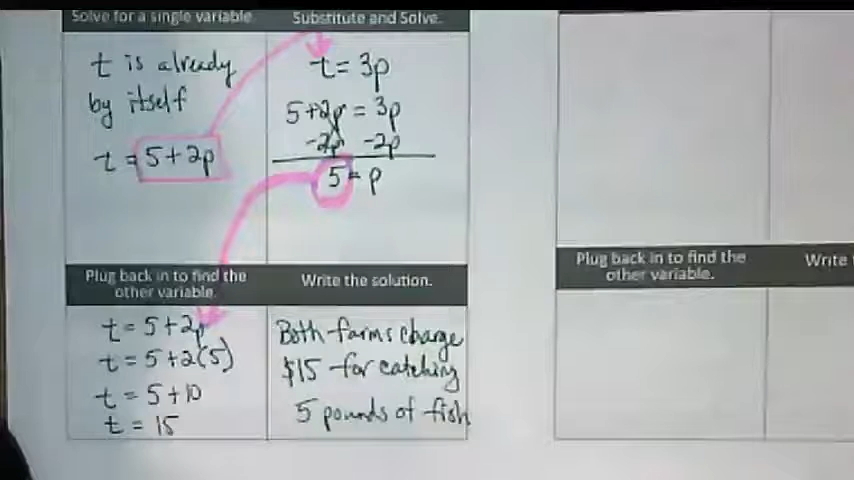 Solve for a single variable.
t is already
by itself
t = 5 + 2p
Substitute and Solve.
t = 3p
5 + 2p = 3p
-2p -2p
5 = p
Plug back in to find the
other variable.
t = 5 + 2p
t = 5 + 2(5)
t = 5 + 10
t = 15
Write the solution.
Both farms charge
$15 for catching
5 pounds of fish
Plug back in to find the
other variable.
Write